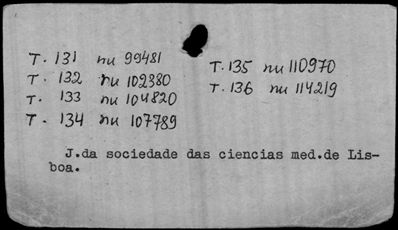 T. 131 nu 99481
T. 132 nu 102380
T. 133 nu 104820
T. 134 nu 107789
T. 135 nu 110970
T. 136 nu 114219
J.da sociedade das ciencias med.de Lis-
boa.